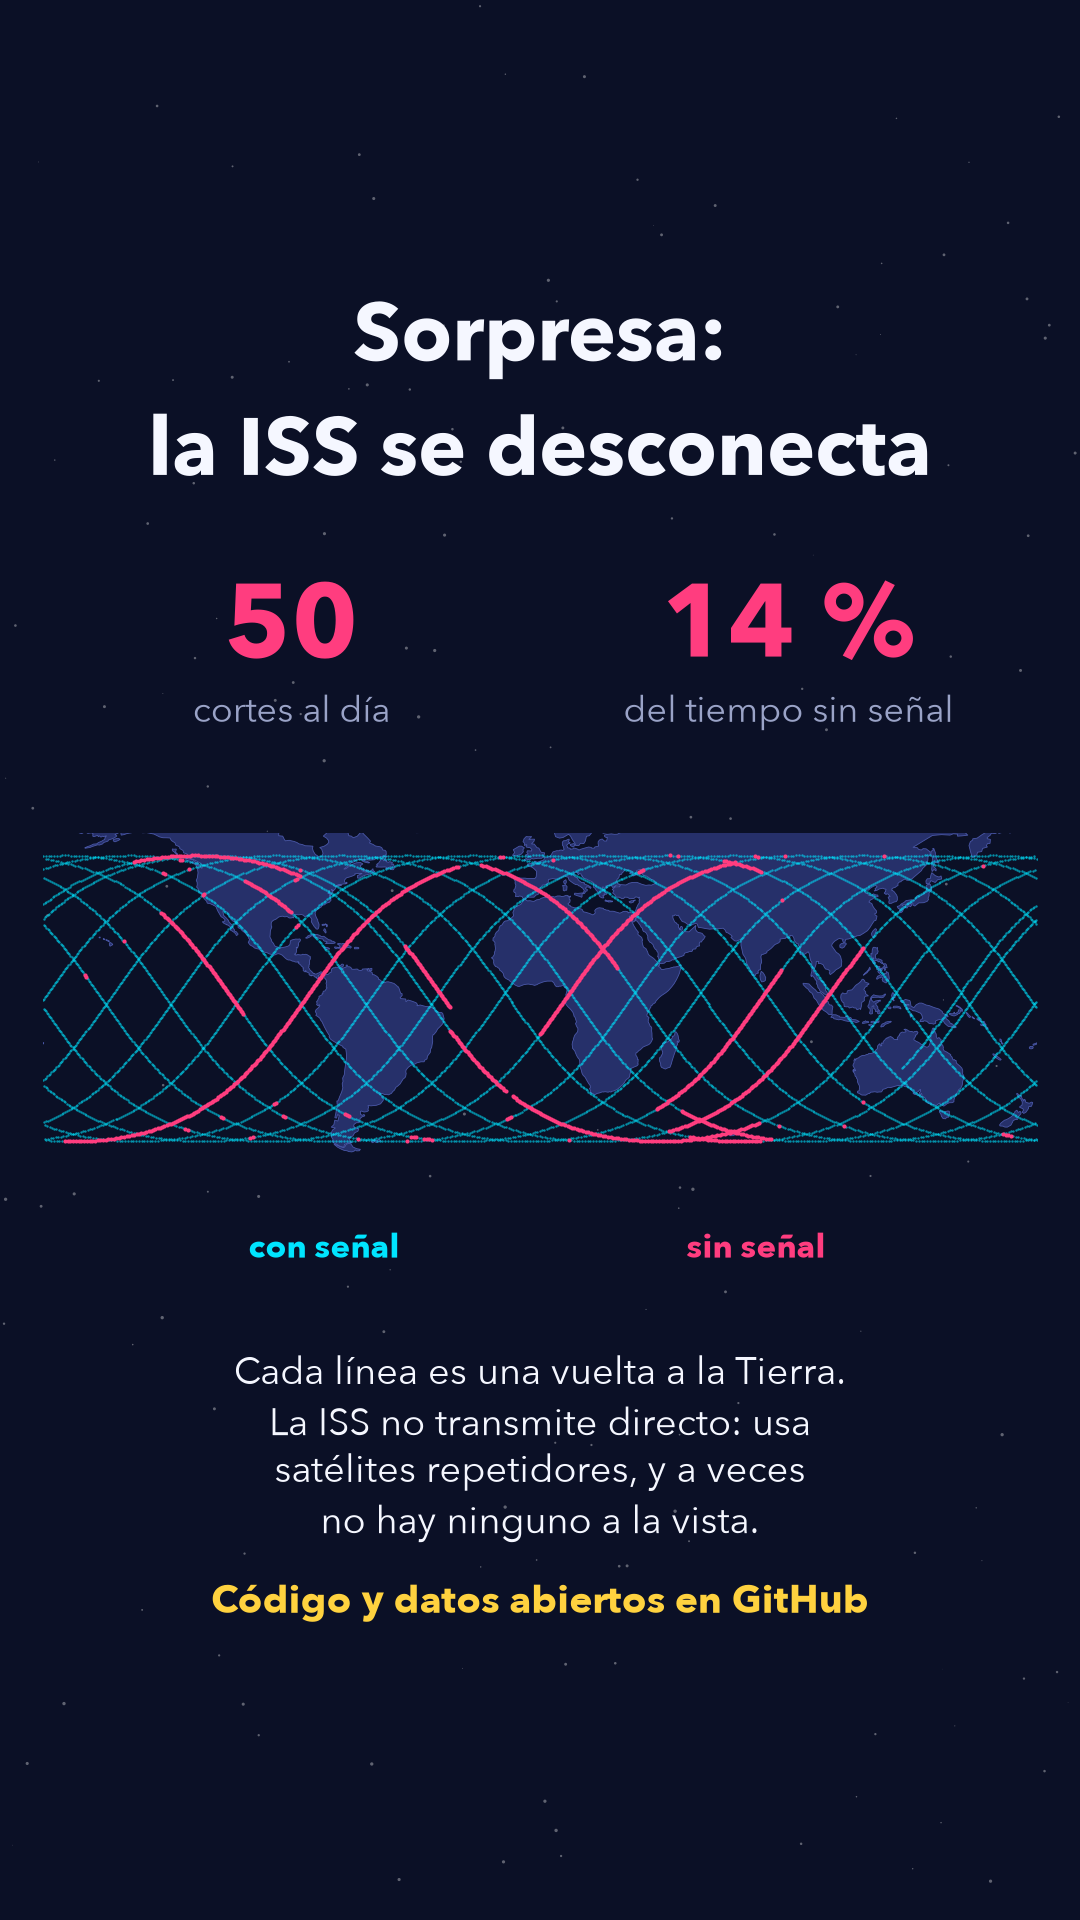 Sorpresa:
la ISS se desconecta
50
cortes al día
14 %
del tiempo sin señal
con señal
sin señal
Cada línea es una vuelta a la Tierra.
La ISS no transmite directo: usa
satélites repetidores, y a veces
no hay ninguno a la vista.
Código y datos abiertos en GitHub